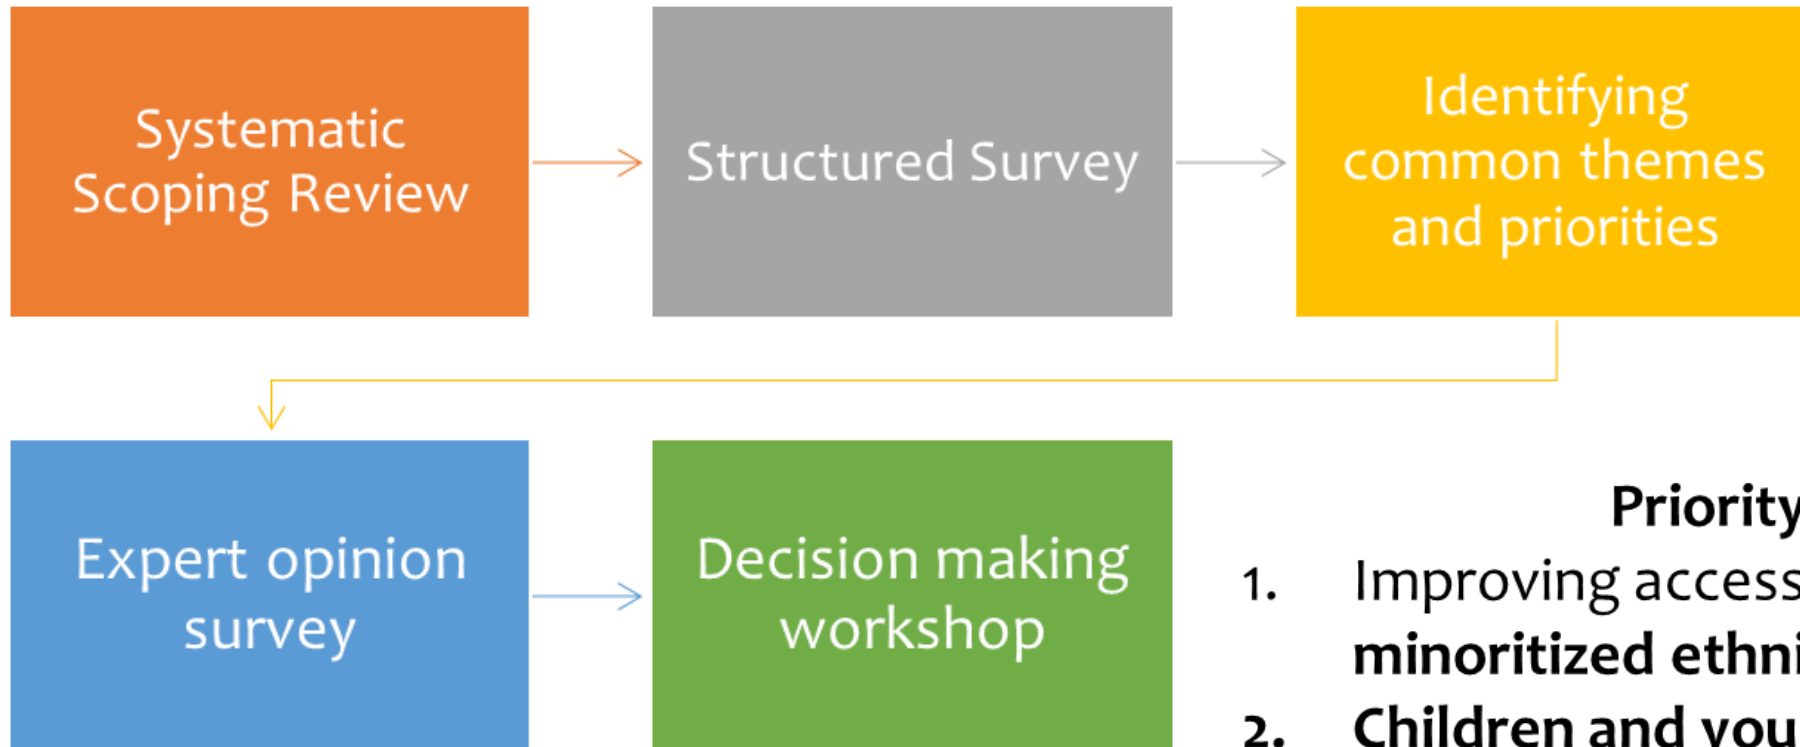 Systematic
Scoping Review
Structured Survey
Identifying
common themes
and priorities
Expert opinion
survey
Decision making
workshop
Priority
1. Improving access
minoritized ethni
2. Children and you